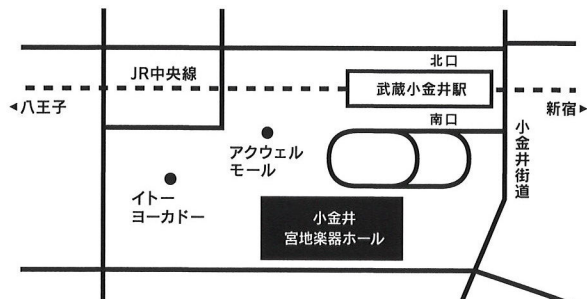 北口
JR中央線
武蔵小金井駅
◀八王子
新宿▶
南口
小金井街道
アクウェル
モール
イトー
ヨーカドー
小金井
宮地楽器ホール